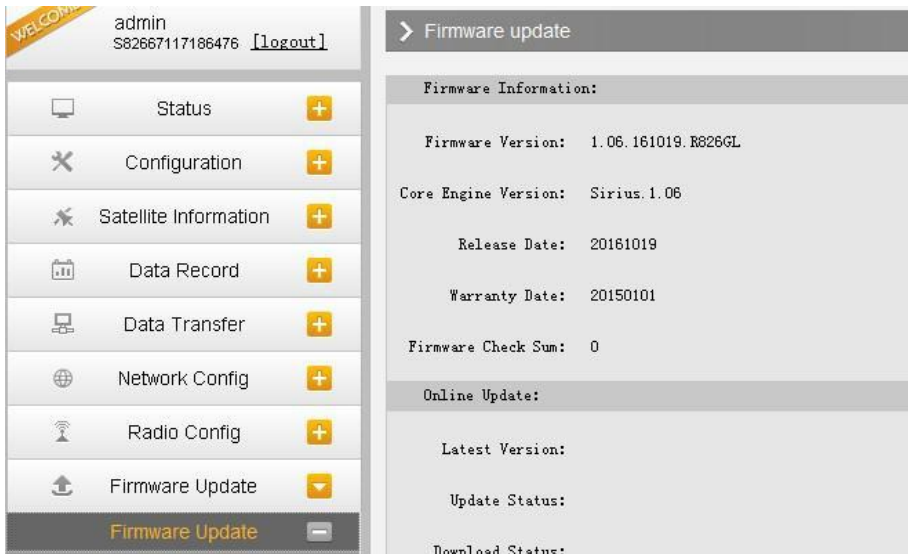 WELCOME
admin
S82667117186476 [logout]
Status
Configuration
Satellite Information
Data Record
Data Transfer
Network Config
Radio Config
Firmware Update
Firmware Update
Firmware update
Firmware Information:
Firmware Version: 1.06.161019.R826GL
Core Engine Version: Sirius.1.06
Release Date: 20161019
Warranty Date: 20150101
Firmware Check Sum: 0
Online Update:
Latest Version:
Update Status:
Download Status: